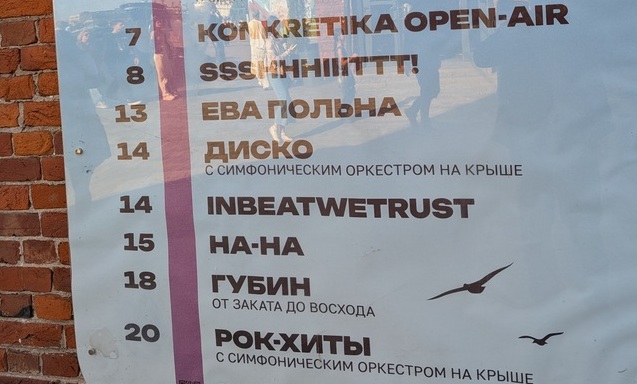 7 KONKRETIKA OPEN-AIR
8 SSSHHHIIITTT!
13 ЕВА ПОЛЬНА
14 ДИСКО
С СИМФОНИЧЕСКИМ ОРКЕСТРОМ НА КРЫШЕ
14 INBEATWETRUST
15 НА-НА
18 ГУБИН
ОТ ЗАКАТА ДО ВОСХОДА
20 РОК-ХИТЫ
С СИМФОНИЧЕСКИМ ОРКЕСТРОМ НА КРЫШЕ